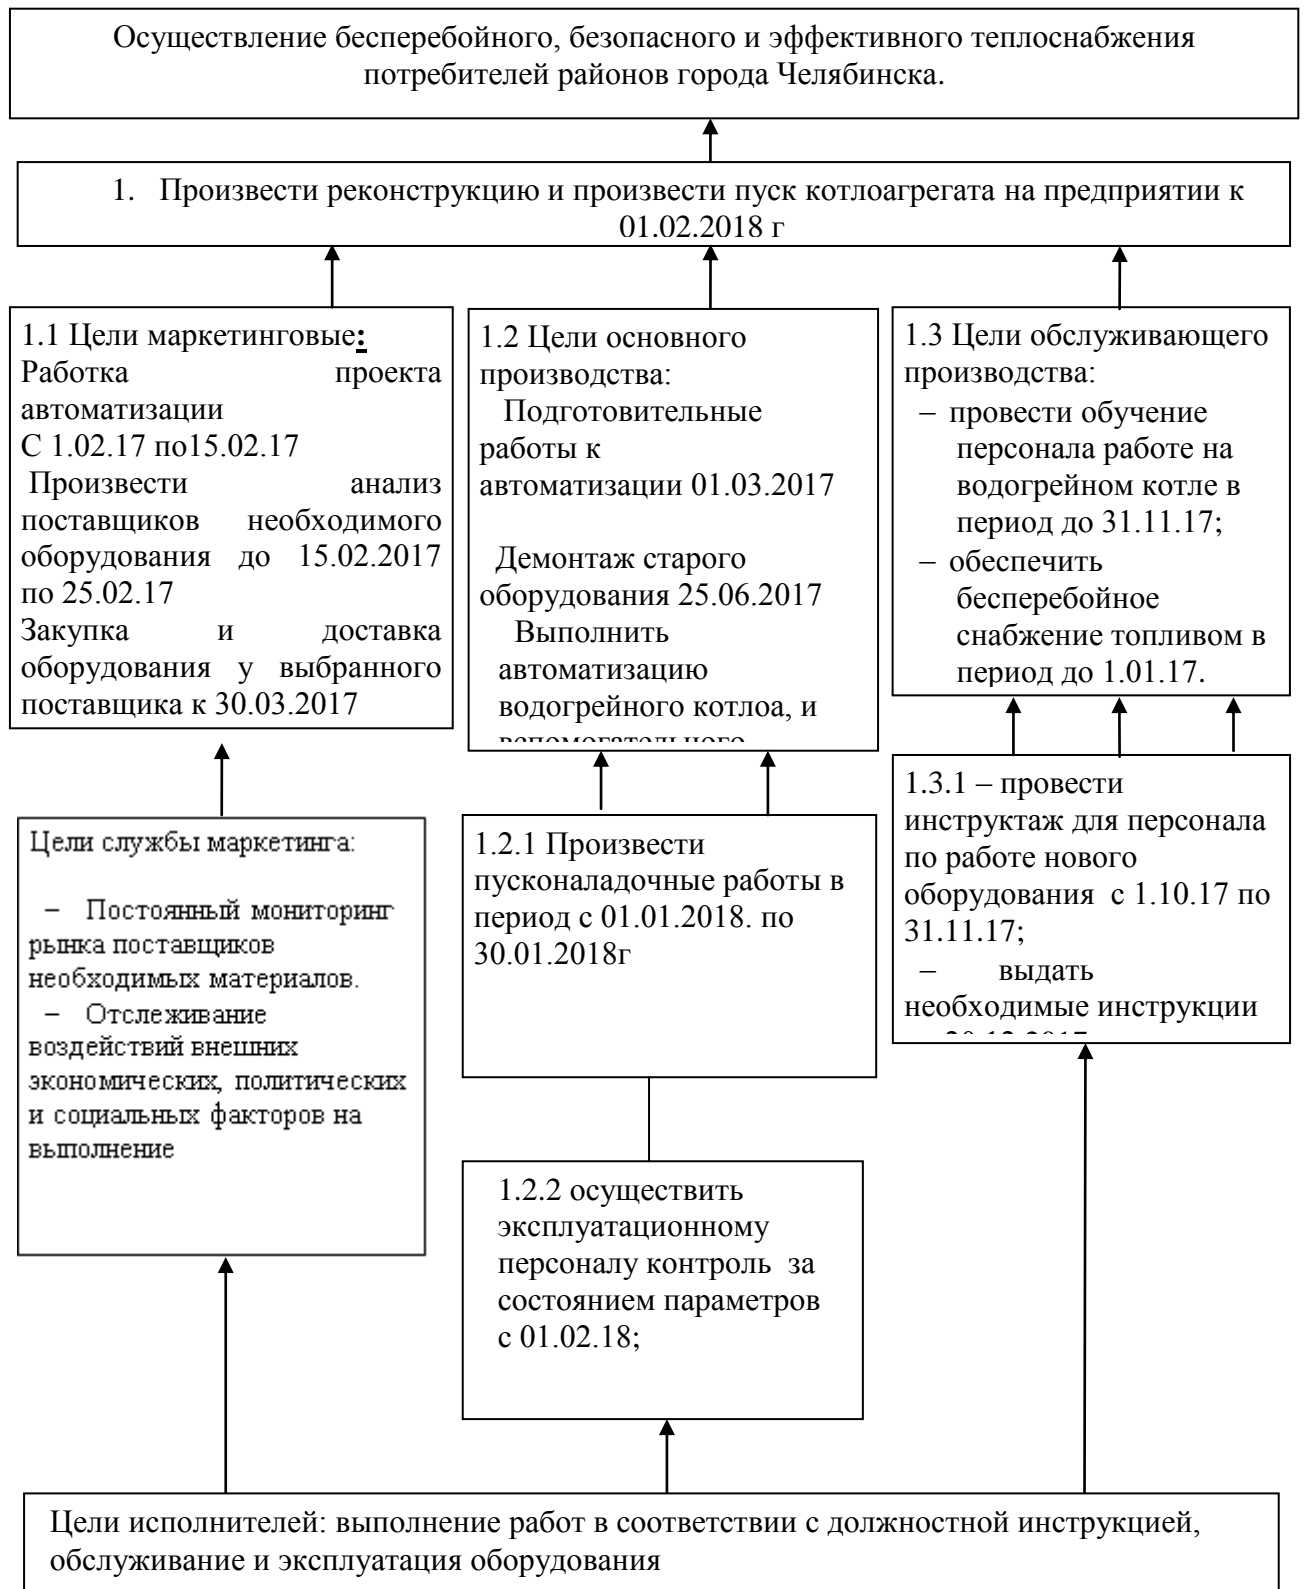 Осуществление бесперебойного, безопасного и эффективного теплоснабжения
потребителей районов города Челябинска.
1. Произвести реконструкцию и произвести пуск котлоагрегата на предприятии к
01.02.2018 г
1.1 Цели маркетинговые:
Работка проекта
автоматизации
С 1.02.17 по15.02.17
Произвести анализ
поставщиков необходимого
оборудования до 15.02.2017
по 25.02.17
Закупка и доставка
оборудования у выбранного
поставщика к 30.03.2017
1.2 Цели основного
производства:
Подготовительные
работы к
автоматизации 01.03.2017
Демонтаж старого
оборудования 25.06.2017
Выполнить
автоматизацию
водогрейного котлоа, и
вспомогательного
1.3 Цели обслуживающего
производства:
– провести обучение
персонала работе на
водогрейном котле в
период до 31.11.17;
– обеспечить
бесперебойное
снабжение топливом в
период до 1.01.17.
Цели службы маркетинга:
– Постоянный мониторинг
рынка поставщиков
необходимых материалов.
– Отслеживание
воздействий внешних
экономических, политических
и социальных факторов на
выполнение
1.2.1 Произвести
пусконаладочные работы в
период с 01.01.2018. по
30.01.2018г
1.3.1 – провести
инструктаж для персонала
по работе нового
оборудования с 1.10.17 по
31.11.17;
– выдать
необходимые инструкции
20.12.2017
1.2.2 осуществить
эксплуатационному
персоналу контроль за
состоянием параметров
с 01.02.18;
Цели исполнителей: выполнение работ в соответствии с должностной инструкцией,
обслуживание и эксплуатация оборудования